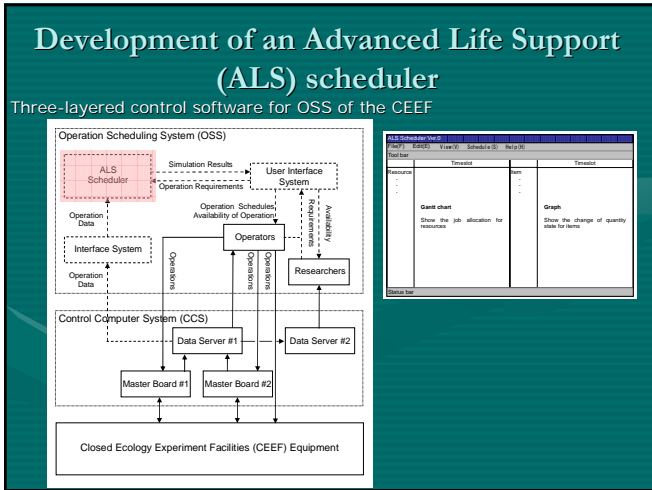 Development of an Advanced Life Support
(ALS) scheduler
Three-layered control software for OSS of the CEEF
Operation Scheduling System (OSS)
ALS
Scheduler
Simulation Results
Operation Requirements
User Interface
System
Operation
Data
Operation Schedules,
Availability of Operation
Requirements
Availability
Interface System
Operators
Operation
Data
Operations
Operations
Researchers
Control Computer System (CCS)
Data Server #1
Data Server #2
Master Board #1
Master Board #2
Closed Ecology Experiment Facilities (CEEF) Equipment
ALS Scheduler Ver.0
File(F) Edit(E) View(V) Schedule(S) Help(H)
Tool bar
Timeslot
Timeslot
Resource
Item
Gantt chart
Show the job allocation for
resources
Graph
Show the change of quantity
state for items
Status bar